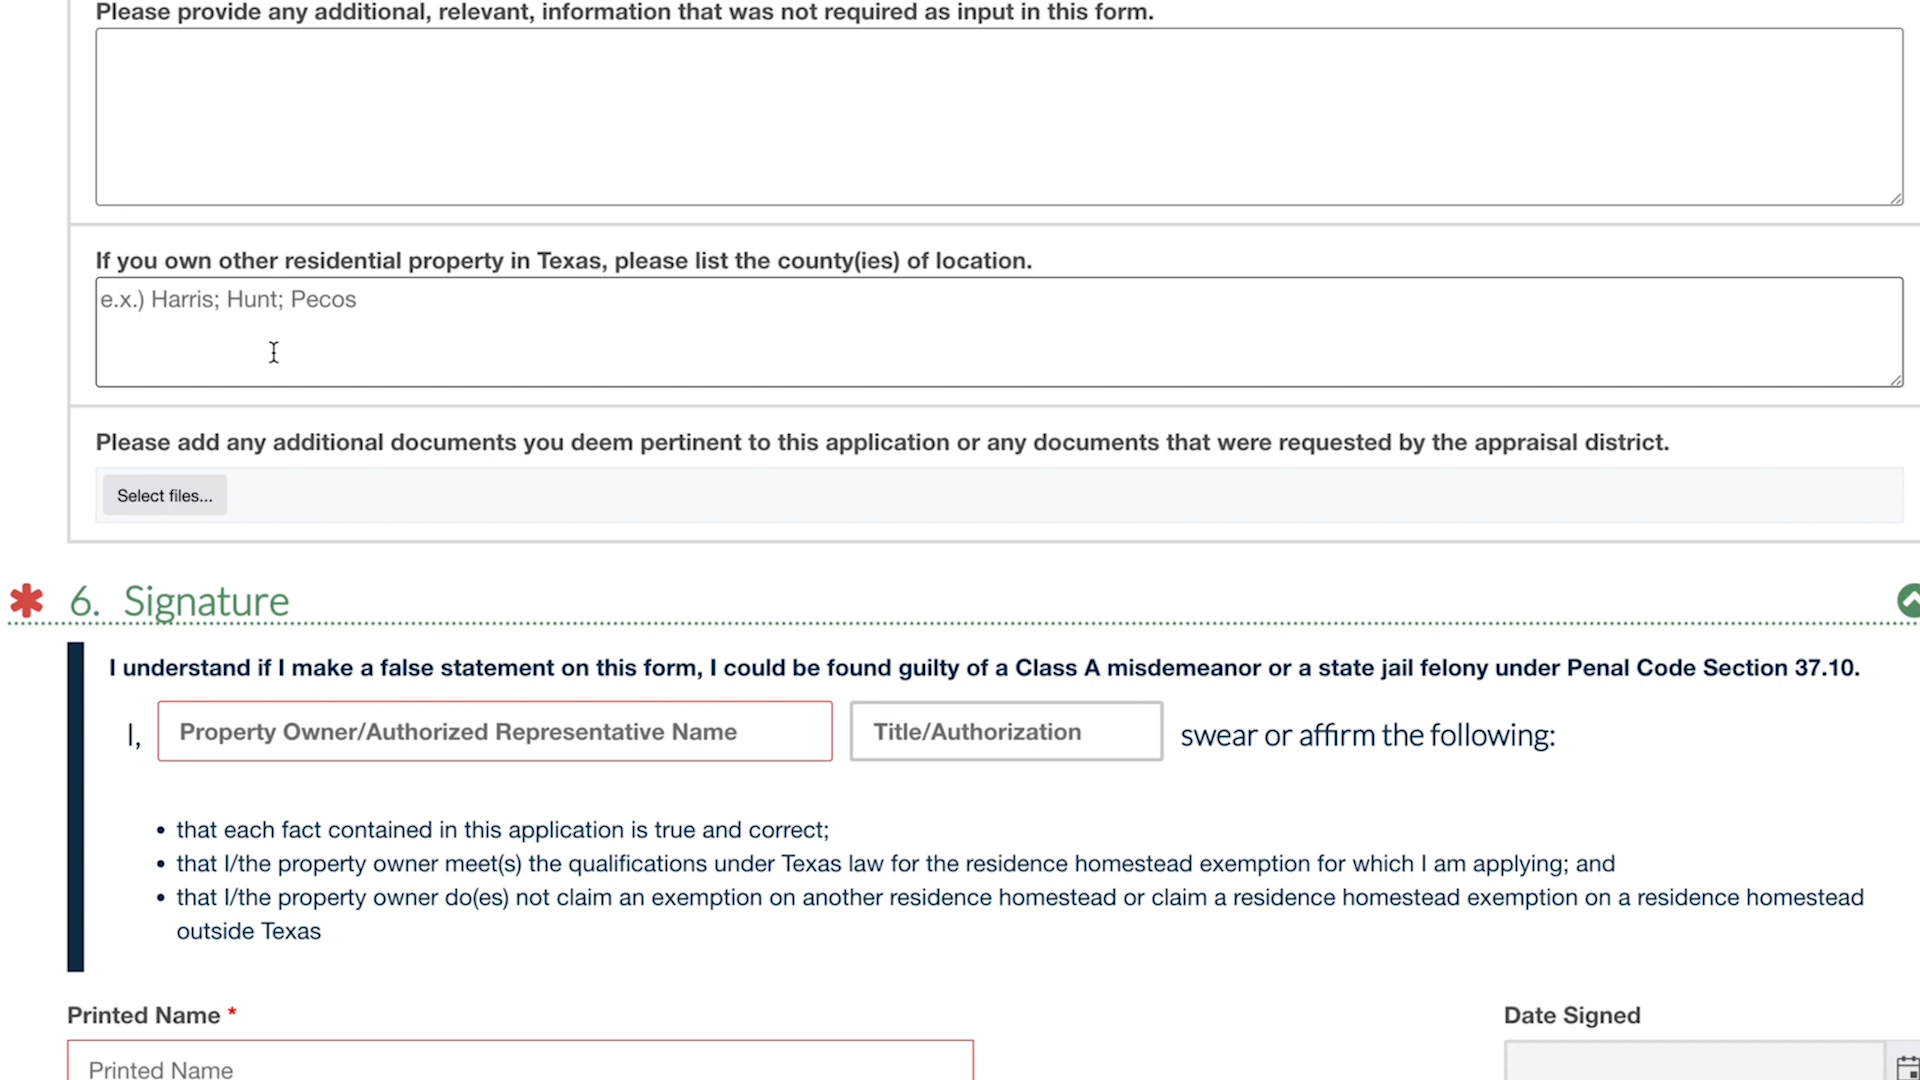 Please provide any additional, relevant, information that was not required as input in this form.
If you own other residential property in Texas, please list the county(ies) of location.
e.x.) Harris; Hunt; Pecos
Please add any additional documents you deem pertinent to this application or any documents that were requested by the appraisal district.
Select files...
6. Signature
I understand if I make a false statement on this form, I could be found guilty of a Class A misdemeanor or a state jail felony under Penal Code Section 37.10.
I, Property Owner/Authorized Representative Name Title/Authorization swear or affirm the following:
• that each fact contained in this application is true and correct;
• that I/the property owner meet(s) the qualifications under Texas law for the residence homestead exemption for which I am applying; and
• that I/the property owner do(es) not claim an exemption on another residence homestead or claim a residence homestead exemption on a residence homestead
outside Texas
Printed Name * Date Signed
Printed Name